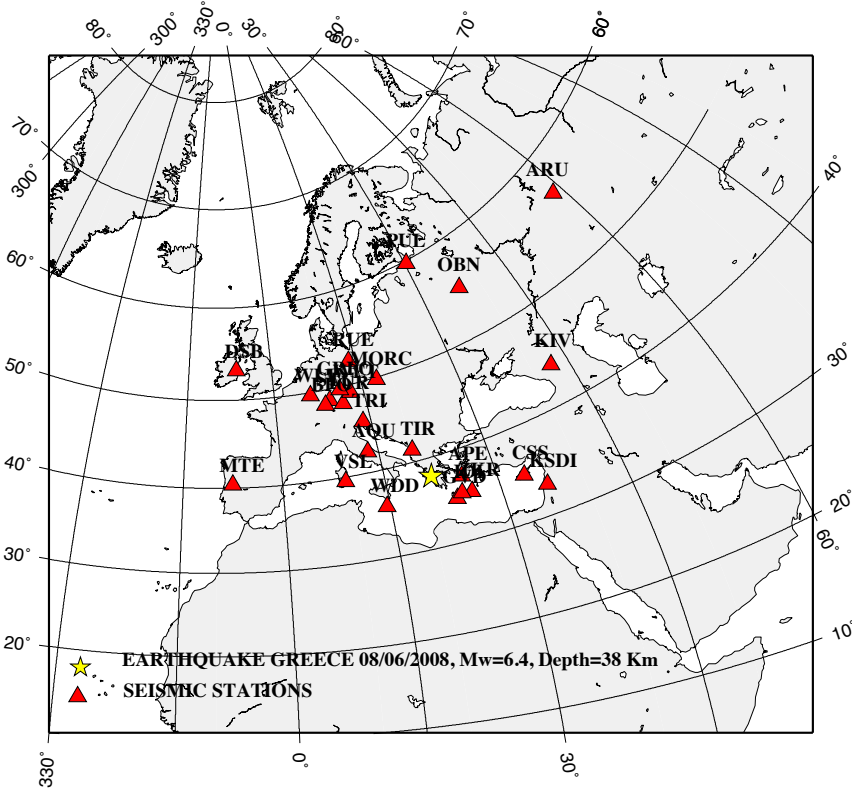 80°
300°
330°
0°
30°
60°
70°
60°
70°
300°
60°
50°
40°
30°
20°
40°
30°
20°
60°
10°
ARU
PUL
OBN
KIV
RUE
DSB
MORC
TRI
AQU TIR
APE
CSS
KSDI
MTE
VSL
WDD
EARTHQUAKE GREECE 08/06/2008, Mw=6.4, Depth=38 Km
SEISMIC STATIONS
330°
0°
30°